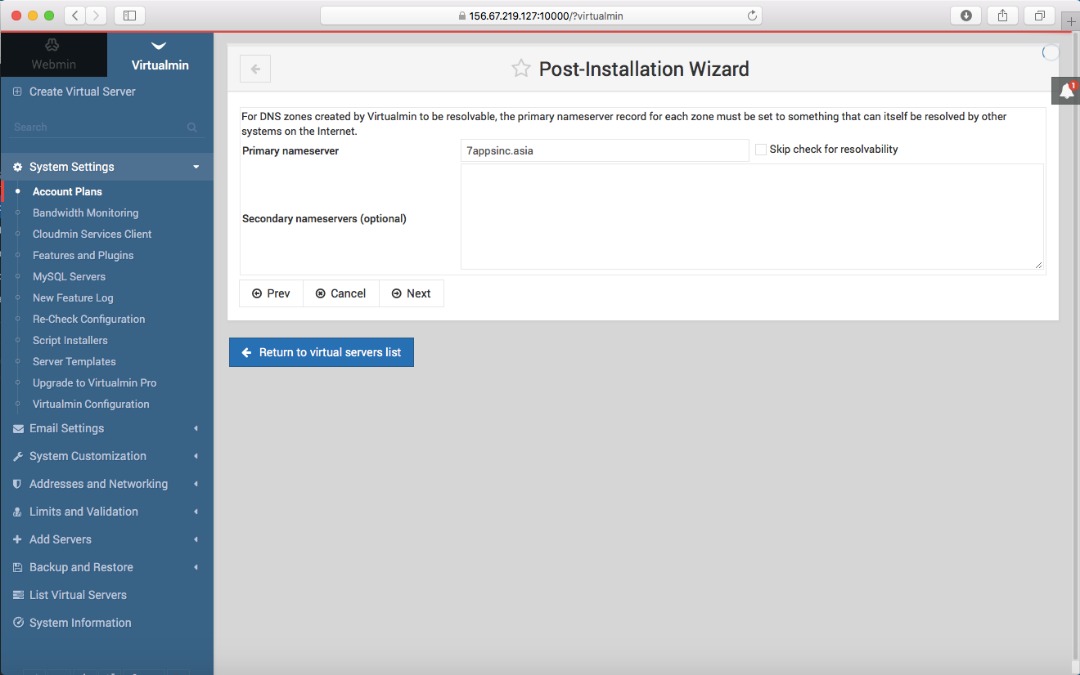 156.67.219.127:10000/?virtualmin
Webmin
Virtualmin
Create Virtual Server
Search
System Settings
Account Plans
Bandwidth Monitoring
Cloudmin Services Client
Features and Plugins
MySQL Servers
New Feature Log
Re-Check Configuration
Script Installers
Server Templates
Upgrade to Virtualmin Pro
Virtualmin Configuration
Email Settings
System Customization
Addresses and Networking
Limits and Validation
Add Servers
Backup and Restore
List Virtual Servers
System Information
Post-Installation Wizard
1
For DNS zones created by Virtualmin to be resolvable, the primary nameserver record for each zone must be set to something that can itself be resolved by other
systems on the Internet.
Primary nameserver
7appsinc.asia
Skip check for resolvability
Secondary nameservers (optional)
Prev
Cancel
Next
Return to virtual servers list